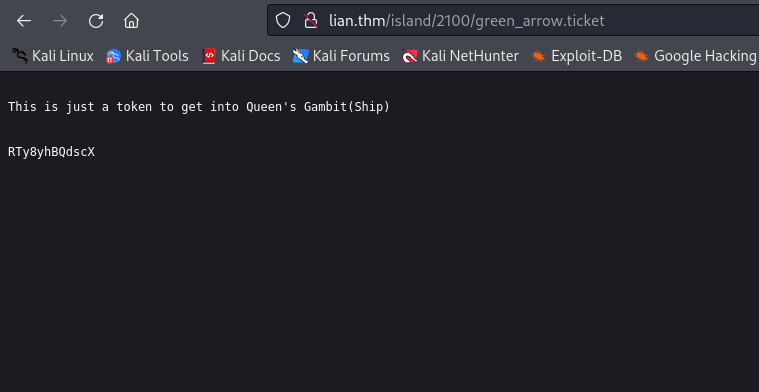 lian.thm/island/2100/green_arrow.ticket
Kali Linux Kali Tools Kali Docs Kali Forums Kali NetHunter Exploit-DB Google Hacking
This is just a token to get into Queen's Gambit(Ship)
RTy8yhBQdscX